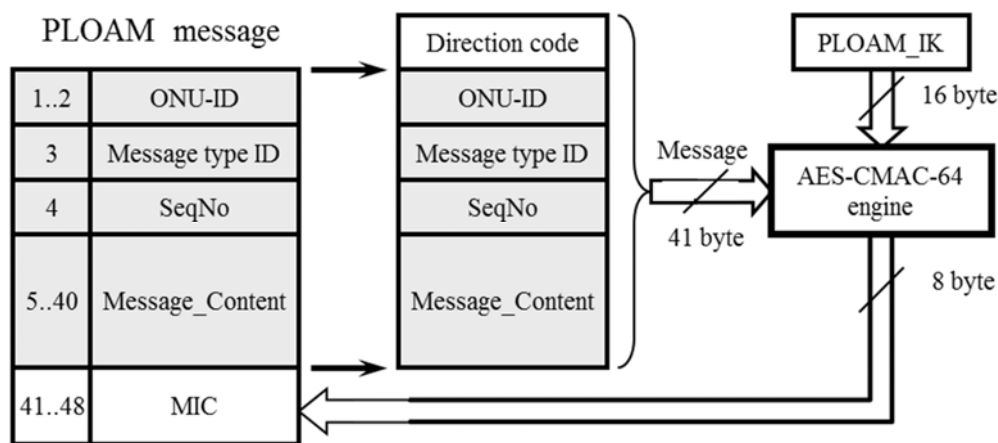 PLOAM message
1..2 ONU-ID
3 Message type ID
4 SeqNo
5..40 Message_Content
41..48 MIC
Direction code
ONU-ID
Message type ID
SeqNo
Message_Content
Message
41 byte
PLOAM_IK
16 byte
AES-CMAC-64
engine
8 byte